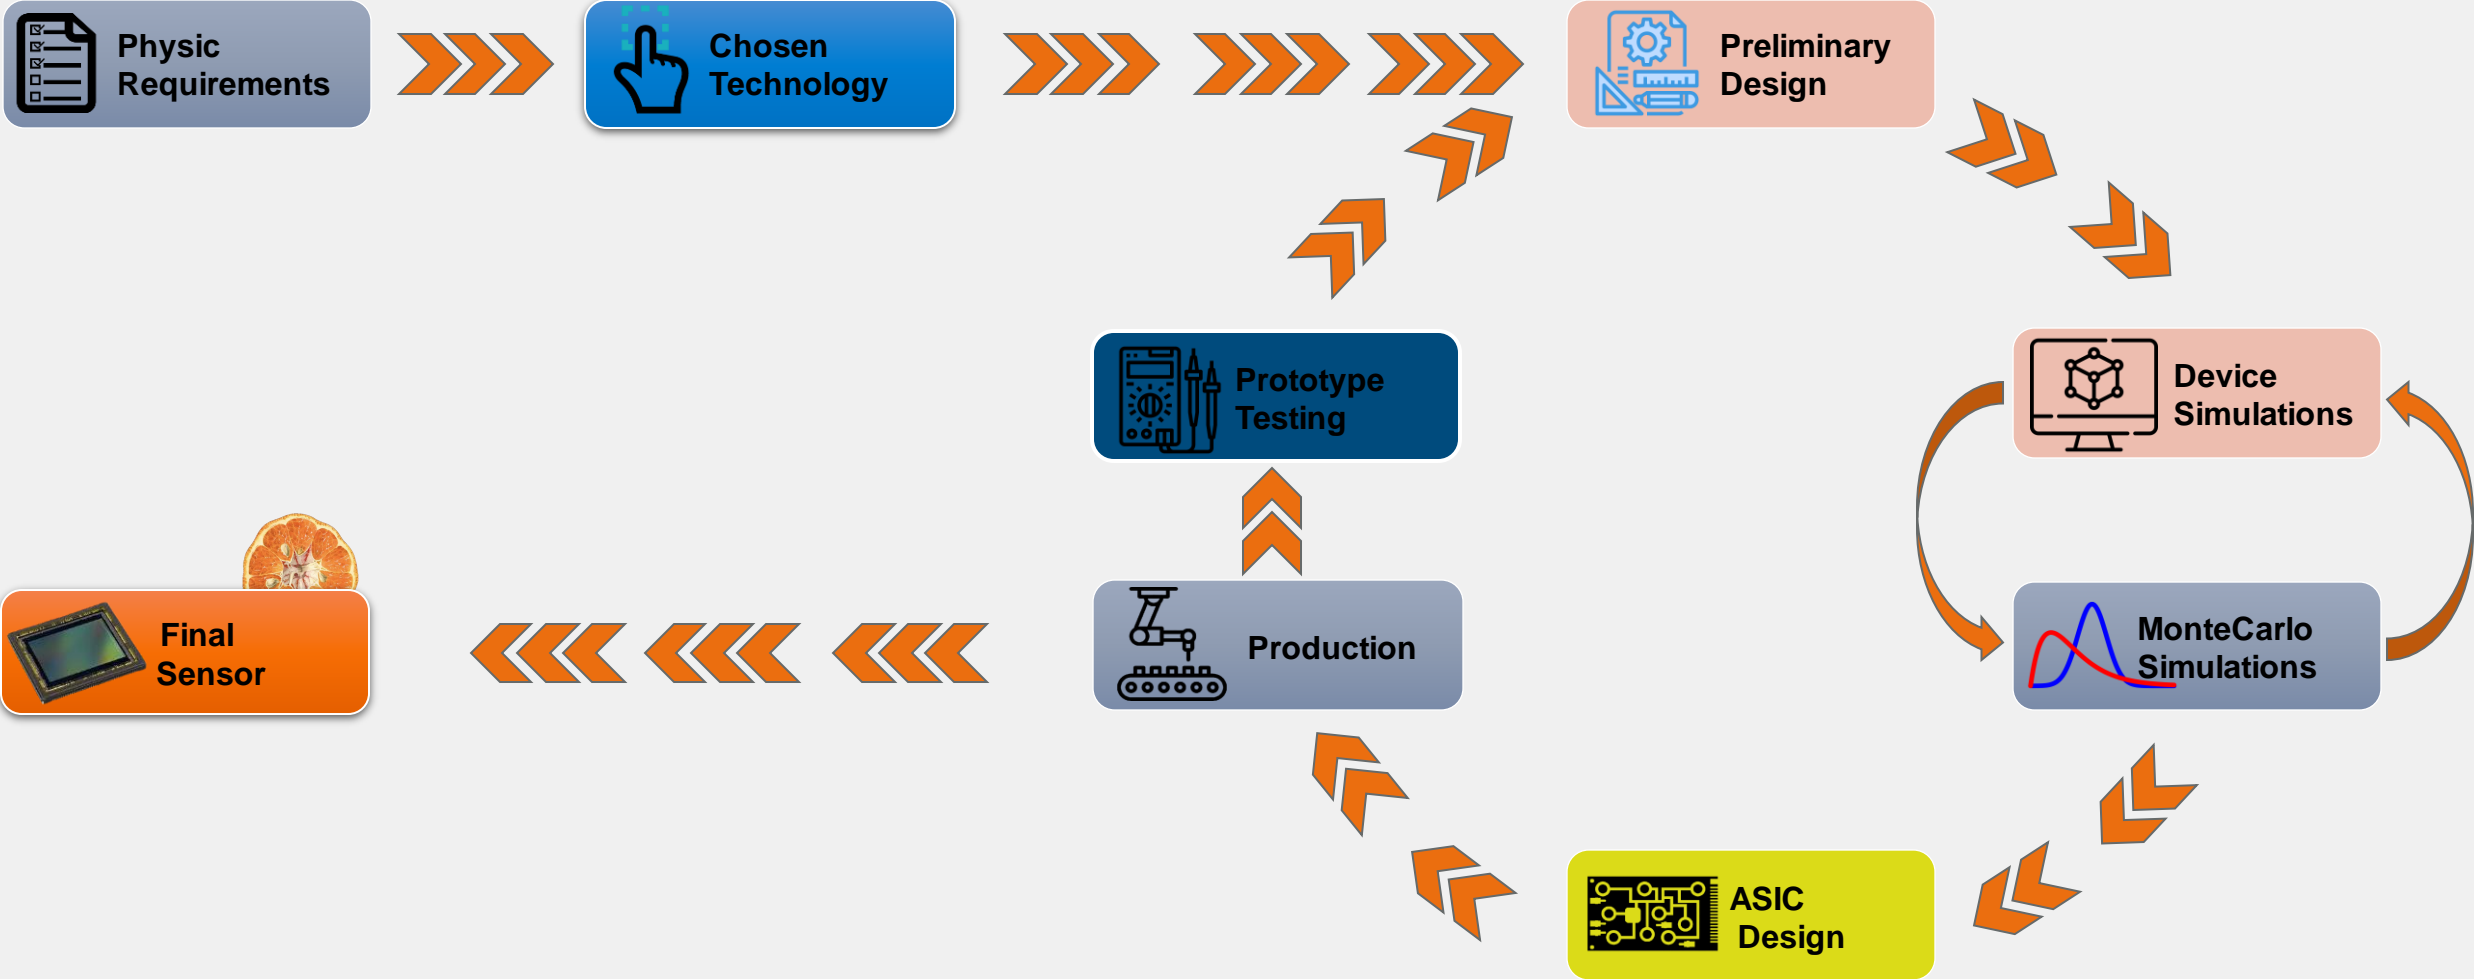 Physic
Requirements
Chosen
Technology
Preliminary
Design
Prototype
Testing
Device
Simulations
Final
Sensor
Production
MonteCarlo
Simulations
ASIC
Design